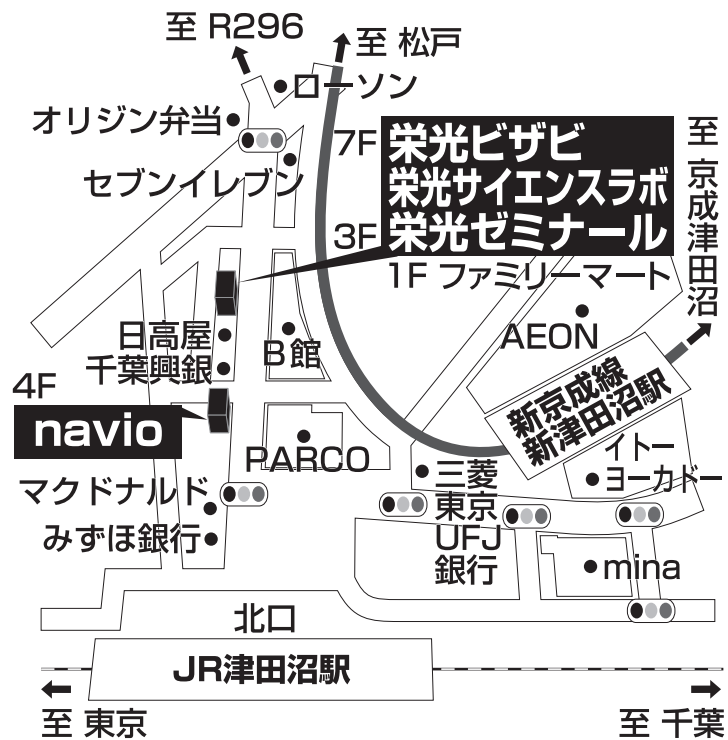 至 R296
至 松戸
ローソン
オリジン弁当
セブンイレブン
7F 栄光ビザビ
栄光サイエンスラボ
3F 栄光ゼミナール
1F ファミリーマート
至 京成津田沼
日高屋
千葉興銀
B館
AEON
新京成線
新津田沼駅
4F
navio
PARCO
イトー
ヨーカドー
マクドナルド
みずほ銀行
三菱
東京
UFJ
銀行
mina
北口
JR津田沼駅
至 東京
至 千葉